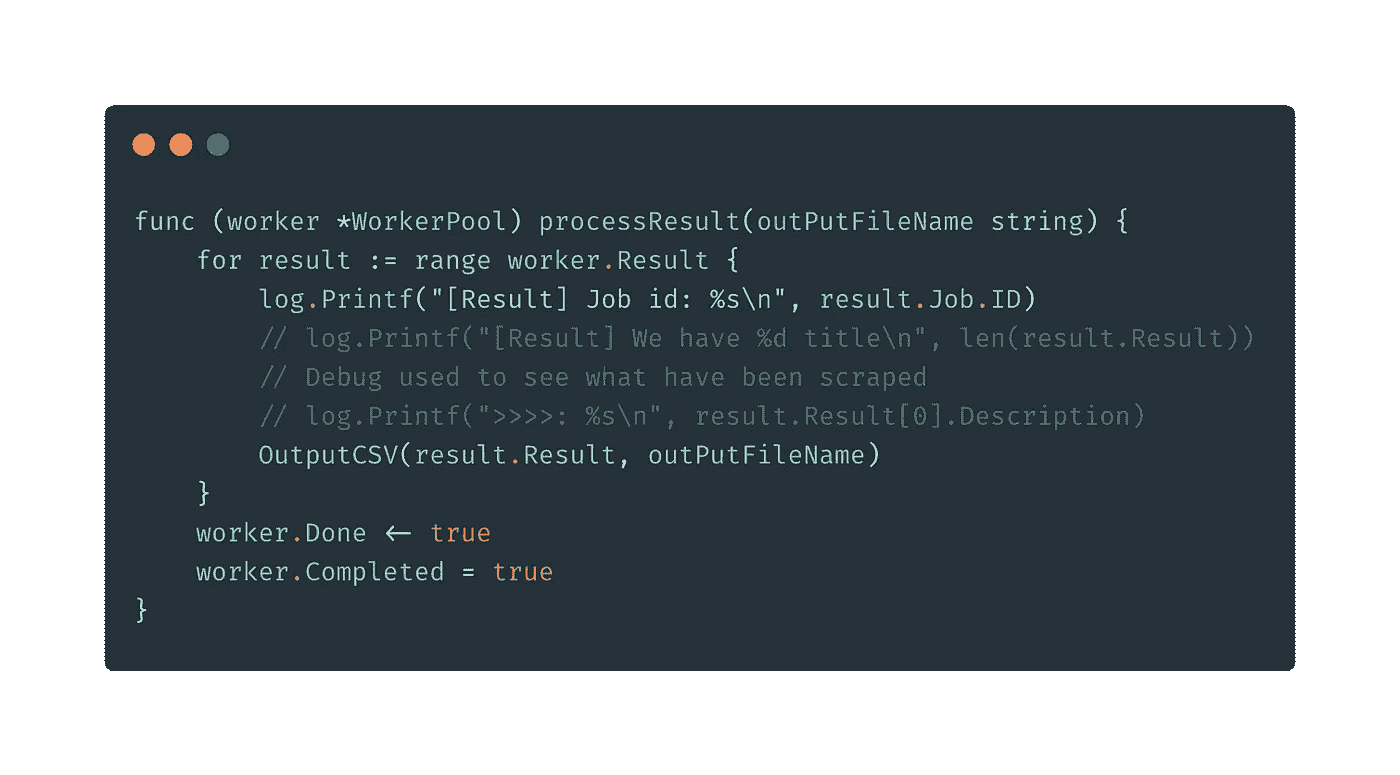 func (worker *WorkerPool) processResult(outPutFileName string) {
    for result := range worker.Result {
        log.Printf("[Result] Job id: %s\n", result.Job.ID)
        // log.Printf("[Result] We have %d title\n", len(result.Result))
        // Debug used to see what have been scraped
        // log.Printf(">>>>: %s\n", result.Result[0].Description)
        OutputCSV(result.Result, outPutFileName)
    }
    worker.Done <- true
    worker.Completed = true
}